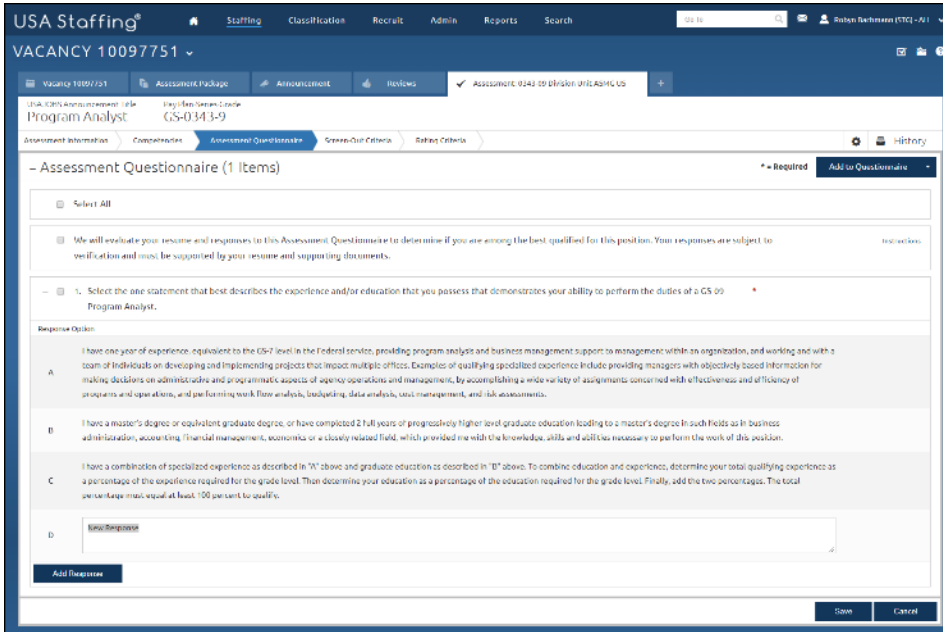 USA Staffing®
Staffing Classification Recruit Admin Reports Search Go to Robyn Bachmann (STC) - ALL
VACANCY 10097751
Vacancy 10097751 Assessment Package Announcement Reviews Assessment: 0343-09 Division Unit ASMG US +
USAJOBS Announcement Title Pay Plan-Series-Grade
Program Analyst GS-0343-9
Assessment Information Competencies Assessment Questionnaire Screen-Out Criteria Rating Criteria History
– Assessment Questionnaire (1 Items) * = Required Add to Questionnaire
Select All
We will evaluate your resume and responses to this Assessment Questionnaire to determine if you are among the best qualified for this position. Your responses are subject to Instructions
verification and must be supported by your resume and supporting documents.
– 1. Select the one statement that best describes the experience and/or education that you possess that demonstrates your ability to perform the duties of a GS 09 *
Program Analyst.
Response Option
I have one year of experience, equivalent to the GS-7 level in the Federal service, providing program analysis and business management support to management within an organization, and working and with a
team of individuals on developing and implementing projects that impact multiple offices. Examples of qualifying specialized experience include providing managers with objectively based information for
A making decisions on administrative and programmatic aspects of agency operations and management, by accomplishing a wide variety of assignments concerned with effectiveness and efficiency of
programs and operations, and performing work flow analysis, budgeting, data analysis, cost management, and risk assessments.
B I have a master's degree or equivalent graduate degree, or have completed 2 full years of progressively higher level graduate education leading to a master's degree in such fields as in business
administration, accounting, financial management, economics or a closely related field, which provided me with the knowledge, skills and abilities necessary to perform the work of this position.
I have a combination of specialized experience as described in "A" above and graduate education as described in "B" above. To combine education and experience, determine your total qualifying experience as
C a percentage of the experience required for the grade level. Then determine your education as a percentage of the education required for the grade level. Finally, add the two percentages. The total
percentage must equal at least 100 percent to qualify.
D New Response
Add Response
Save Cancel